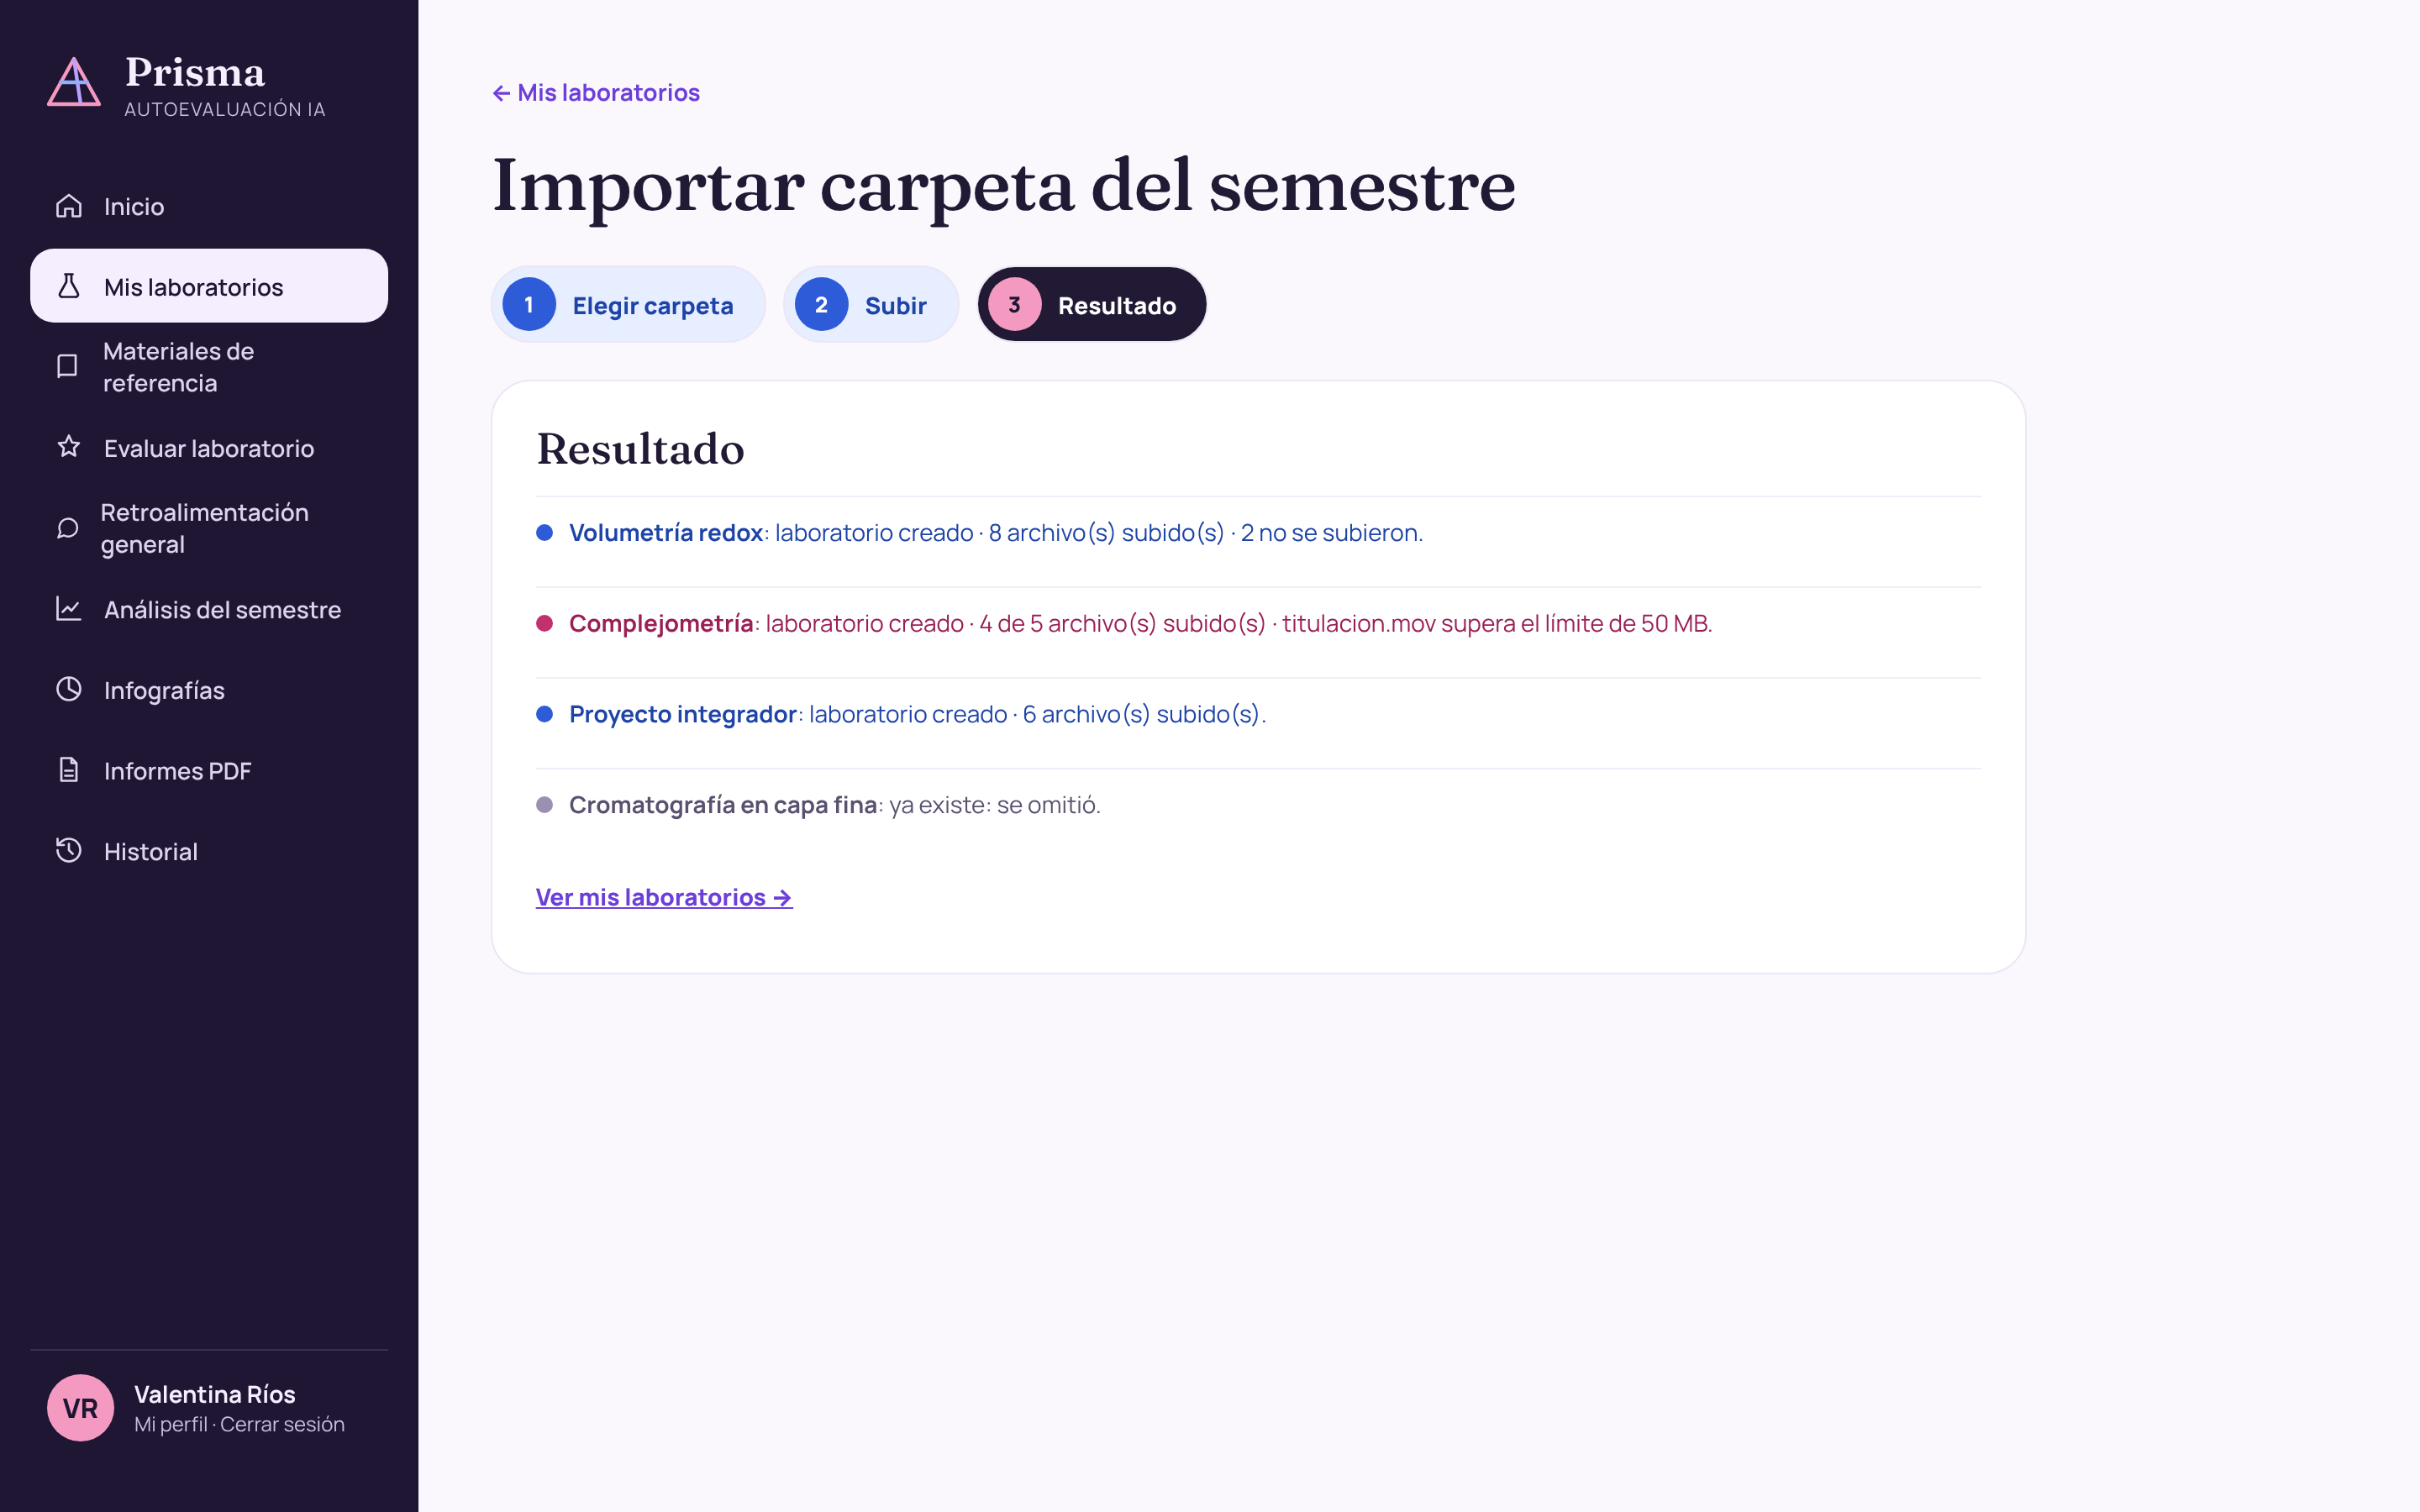 Prisma
AUTOEVALUACIÓN IA
Inicio
Mis laboratorios
Materiales de
referencia
Evaluar laboratorio
Retroalimentación
general
Análisis del semestre
Infografías
Informes PDF
Historial
VR
Valentina Ríos
Mi perfil · Cerrar sesión
← Mis laboratorios
Importar carpeta del semestre
1 Elegir carpeta
2 Subir
3 Resultado
Resultado
Volumetría redox: laboratorio creado · 8 archivo(s) subido(s) · 2 no se subieron.
Complejometría: laboratorio creado · 4 de 5 archivo(s) subido(s) · titulacion.mov supera el límite de 50 MB.
Proyecto integrador: laboratorio creado · 6 archivo(s) subido(s).
Cromatografía en capa fina: ya existe: se omitió.
Ver mis laboratorios →